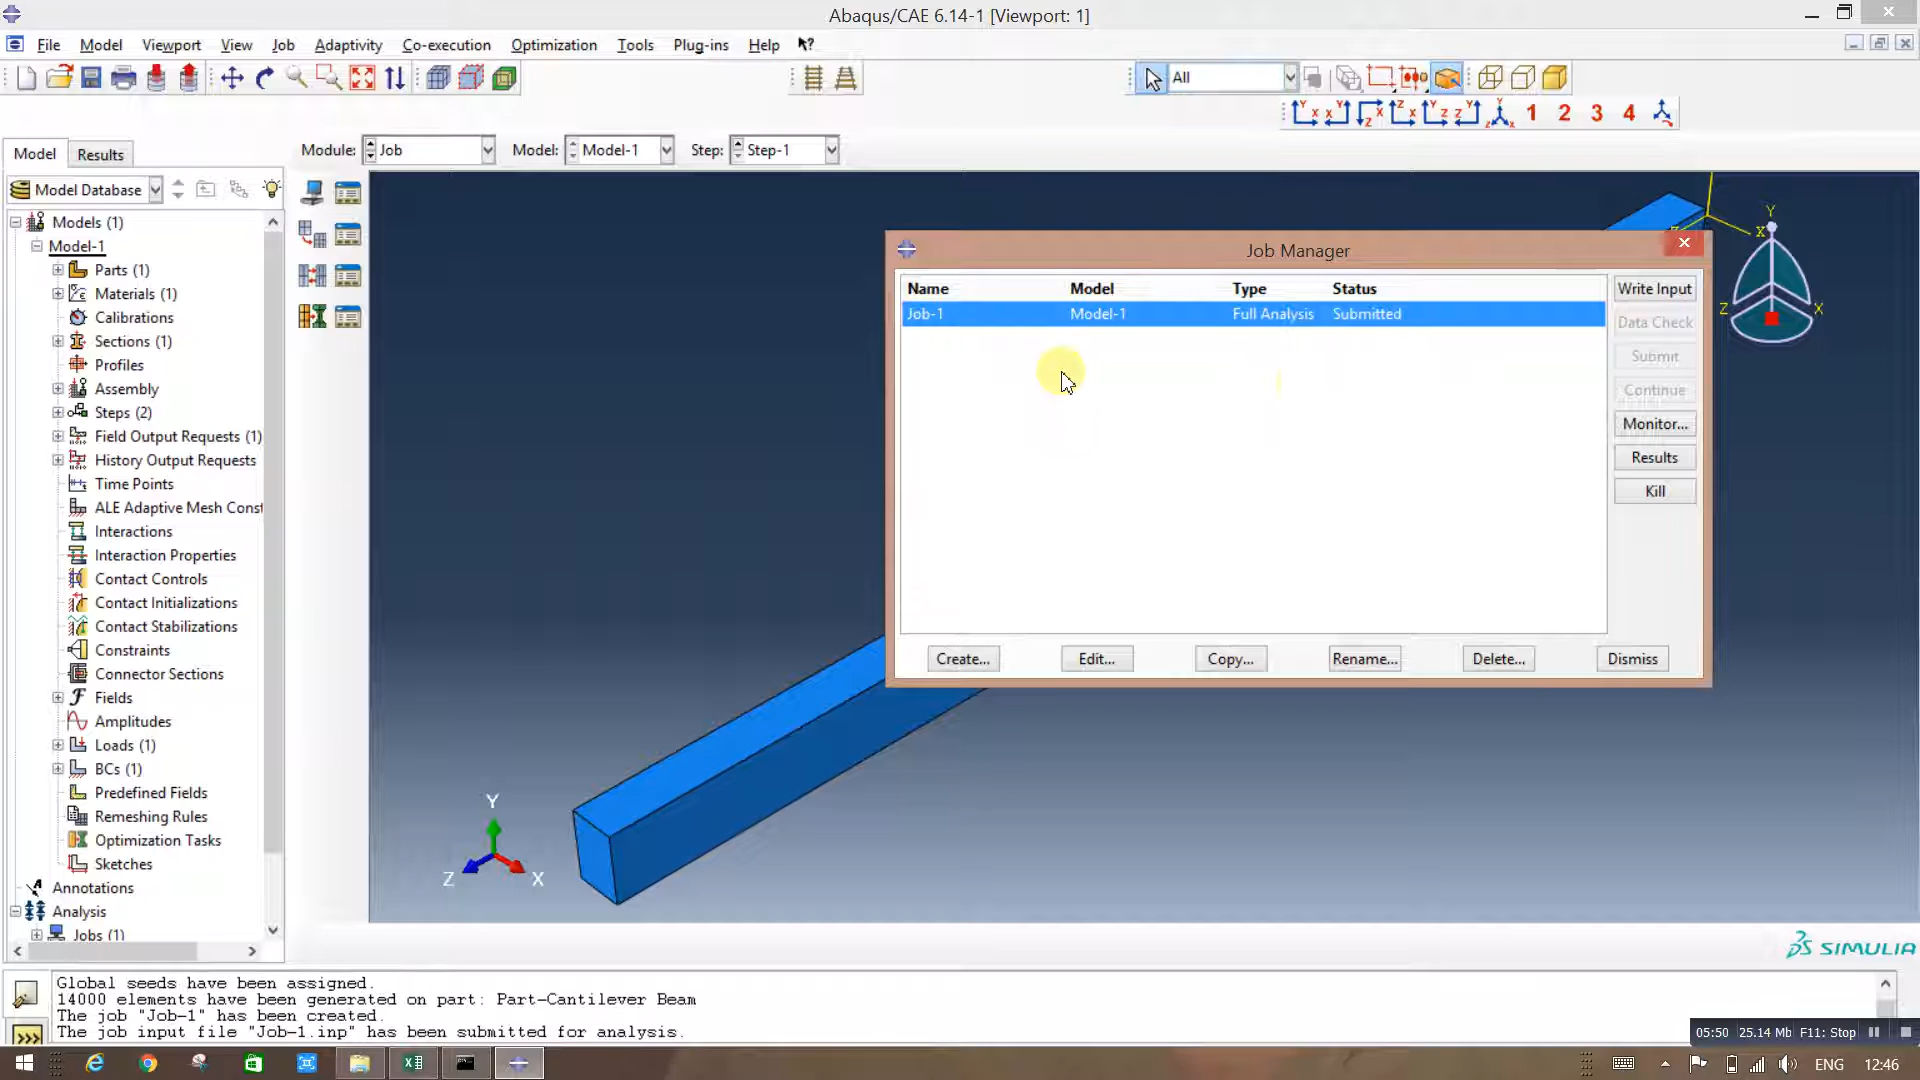 Abaqus/CAE 6.14-1 [Viewport: 1]
File Model Viewport View Job Adaptivity Co-execution Optimization Tools Plug-ins Help
All
1 2 3 4
Model Results
Module: Job Model: Model-1 Step: Step-1
Model Database
Models (1)
Model-1
Parts (1)
Materials (1)
Calibrations
Sections (1)
Profiles
Assembly
Steps (2)
Field Output Requests (1)
History Output Requests
Time Points
ALE Adaptive Mesh Const
Interactions
Interaction Properties
Contact Controls
Contact Initializations
Contact Stabilizations
Constraints
Connector Sections
Fields
Amplitudes
Loads (1)
BCs (1)
Predefined Fields
Remeshing Rules
Optimization Tasks
Sketches
Annotations
Analysis
Jobs (1)
Job Manager
Name Model Type Status
Job-1 Model-1 Full Analysis Submitted
Write Input
Data Check
Submit
Continue
Monitor...
Results
Kill
Create... Edit... Copy... Rename... Delete... Dismiss
Y
X
Z
X
Y
Z
X
SIMULIA
Global seeds have been assigned.
14000 elements have been generated on part: Part-Cantilever Beam
The job "Job-1" has been created.
The job input file "Job-1.inp" has been submitted for analysis.
05:50 25.14 Mb F11: Stop
ENG 12:46